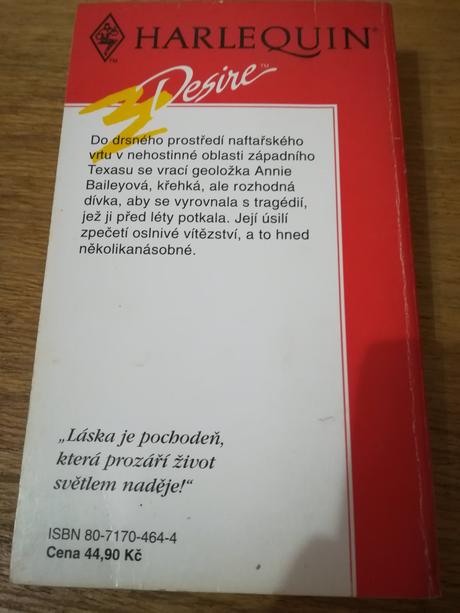 HARLEQUIN®
TM
Desire™
Do drsného prostředí naftařského
vrtu v nehostinné oblasti západního
Texasu se vrací geoložka Annie
Baileyová, křehká, ale rozhodná
dívka, aby se vyrovnala s tragédií,
jež ji před léty potkala. Její úsilí
zpečetí oslnivé vítězství, a to hned
několikanásobné.
„Láska je pochodeň,
která prozáří život
světlem naděje!“
ISBN 80-7170-464-4
Cena 44,90 Kč